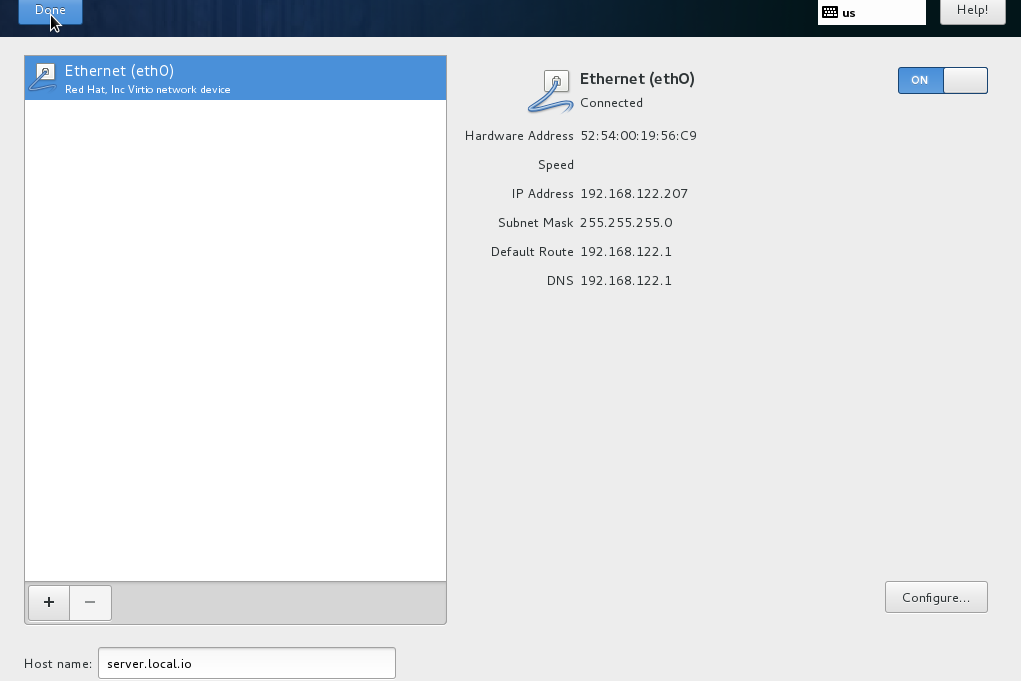 Done
us
Help!
Ethernet (eth0)
Red Hat, Inc Virtio network device
Ethernet (eth0)
Connected
ON
Hardware Address 52:54:00:19:56:C9
Speed
IP Address 192.168.122.207
Subnet Mask 255.255.255.0
Default Route 192.168.122.1
DNS 192.168.122.1
+ −
Configure...
Host name: server.local.io